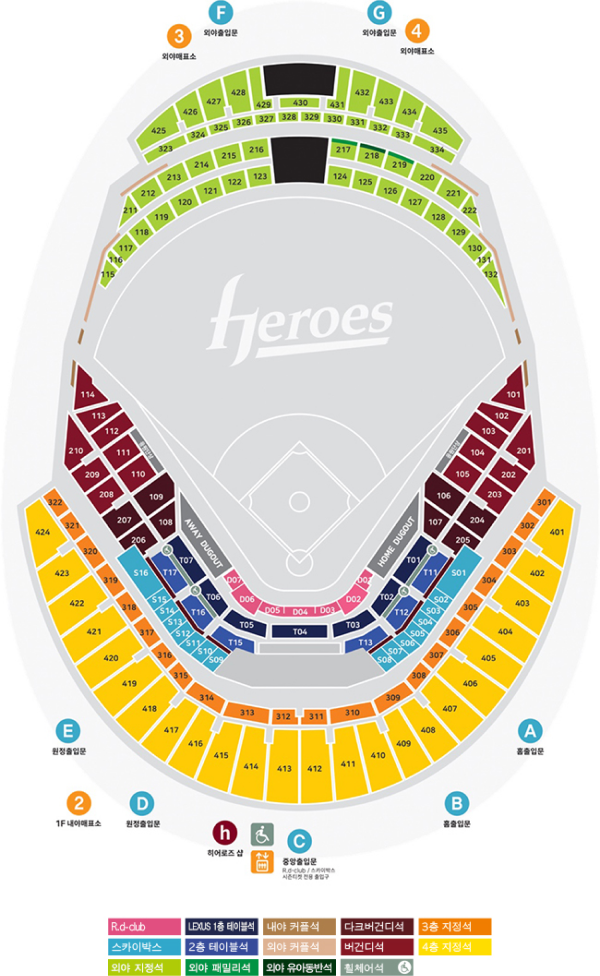 F
외야출입문
G
외야출입문
3
외야매표소
4
외야매표소
428 429 430 431 432
427 433
426 434
425 435
323 324 325 326 327 328 329 330 331 332 333 334
217 218 219
216 215 214 213 212 211
220 221 222
123 122 121 120 119 118 117 116 115
124 125 126 127 128 129 130 131 132
heroes
114 113 112 111 110 109 108
210 209 208 207 206
101 102 103 104 105 106 107
201 202 203 204 205
AWAY DUGOUT
HOME DUGOUT
D07 D06 D05 D04 D03 D02
T07 T06 T05 T04 T03 T02 T01
T17 T16 T15 T13 T12 T11
S16 S15 S14 S13 S12 S11 S10 S09
S01 S02 S03 S04 S05 S06 S07 S08
322 321 320 319 318 317 316 315 314 313 312 311 310 309 308 307 306 305 304 303 302 301
424 423 422 421 420 419 418 417 416 415 414 413 412 411 410 409 408 407 406 405 404 403 402 401
E
원정출입문
A
홈출입문
2
1F 내야매표소
D
원정출입문
B
홈출입문
h
히어로즈 샵
C
중앙출입문
R.d-club / 스카이박스
시즌티켓 전용 출입구
R.d-club LEXUS 1층 테이블석 내야 커플석 다크버건디석 3층 지정석
스카이박스 2층 테이블석 외야 커플석 버건디석 4층 지정석
외야 지정석 외야 패밀리석 외야 유아동반석 휠체어석